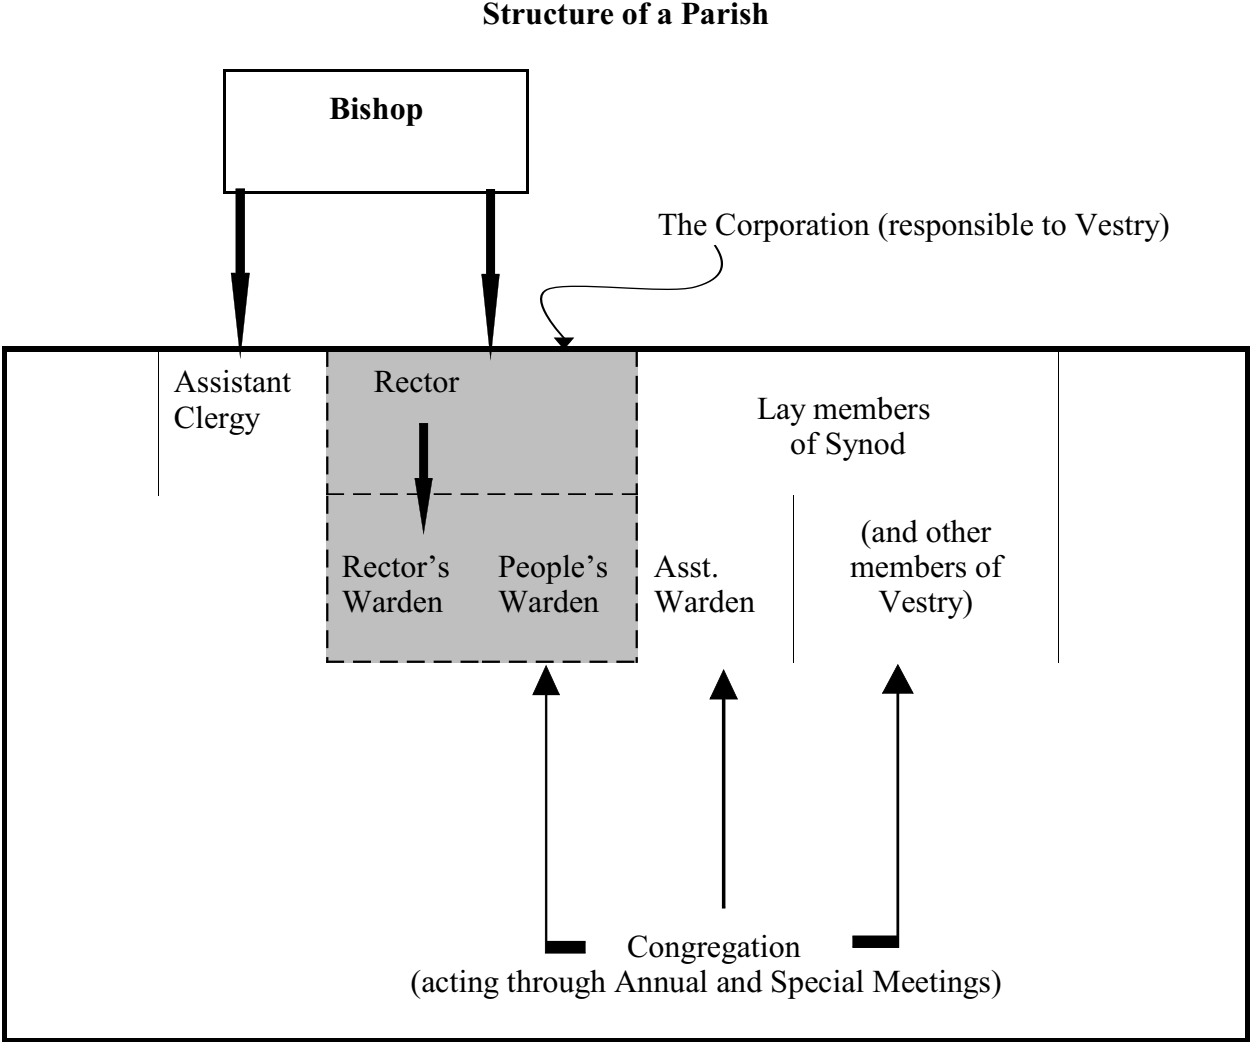 Structure of a Parish
Bishop
The Corporation (responsible to Vestry)
Assistant
Clergy
Rector
Lay members
of Synod
Rector’s
Warden
People’s
Warden
Asst.
Warden
(and other
members of
Vestry)
Congregation
(acting through Annual and Special Meetings)